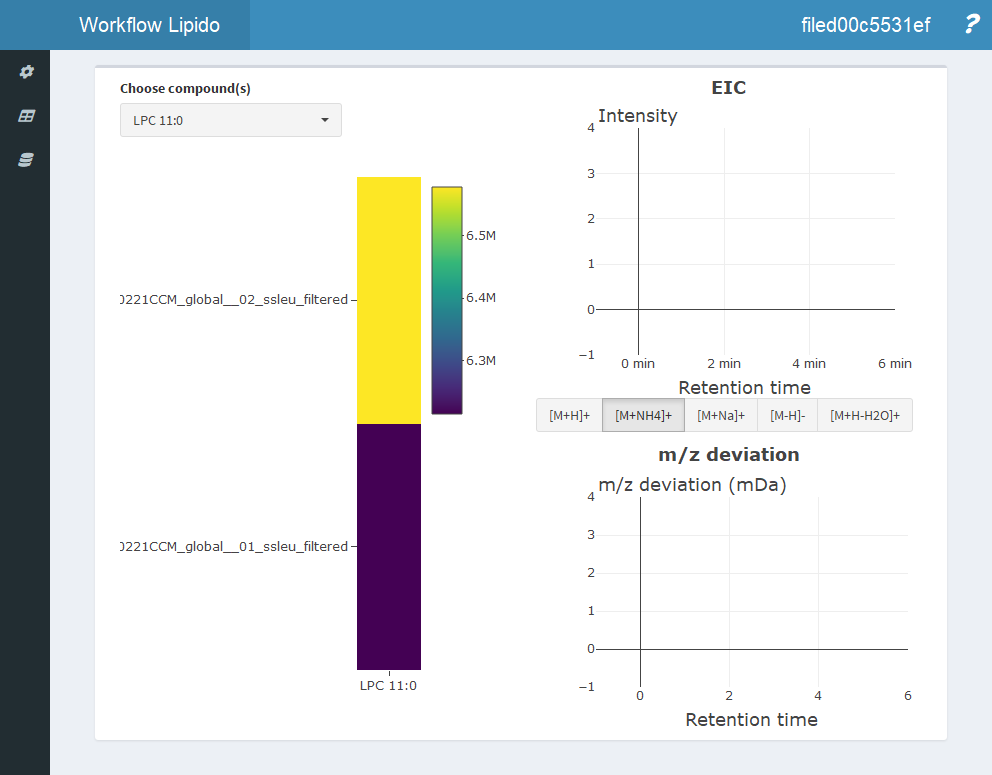 Workflow Lipido
filed00c5531ef
?
Choose compound(s)
LPC 11:0
6.5M
6.4M
6.3M
0221CCM_global__02_ssleu_filtered
0221CCM_global__01_ssleu_filtered
LPC 11:0
EIC
Intensity
4
3
2
1
0
−1
0 min 2 min 4 min 6 min
Retention time
[M+H]+ [M+NH4]+ [M+Na]+ [M-H]- [M+H-H2O]+
m/z deviation
m/z deviation (mDa)
4
3
2
1
0
−1
0 2 4 6
Retention time